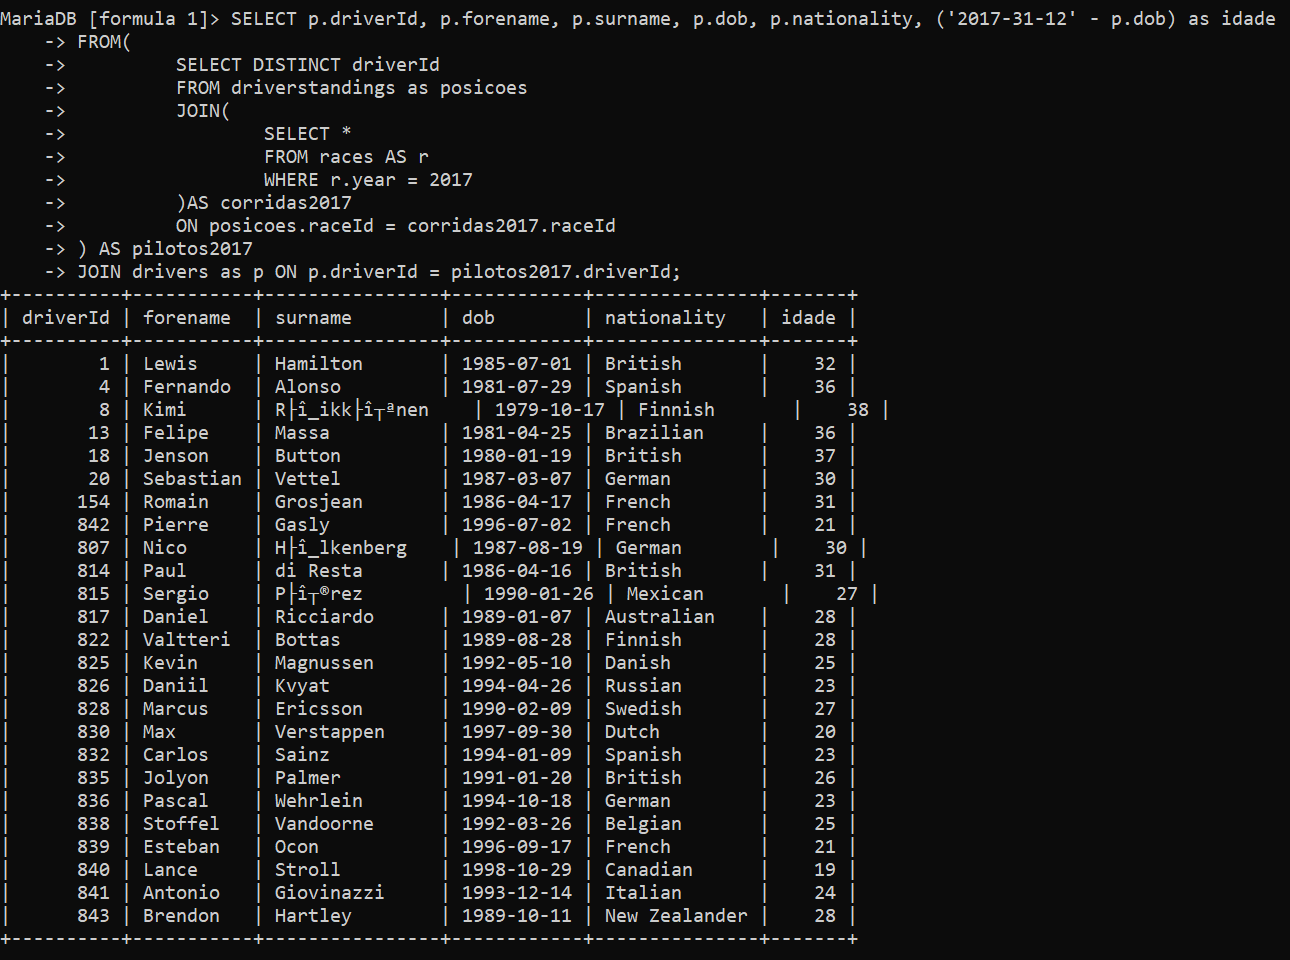 MariaDB [formula 1]> SELECT p.driverId, p.forename, p.surname, p.dob, p.nationality, ('2017-31-12' - p.dob) as idade
    -> FROM(
    ->          SELECT DISTINCT driverId
    ->          FROM driverstandings as posicoes
    ->          JOIN(
    ->                  SELECT *
    ->                  FROM races AS r
    ->                  WHERE r.year = 2017
    ->          )AS corridas2017
    ->          ON posicoes.raceId = corridas2017.raceId
    -> ) AS pilotos2017
    -> JOIN drivers as p ON p.driverId = pilotos2017.driverId;
+----------+-----------+----------------+------------+---------------+-------+
| driverId | forename  | surname        | dob        | nationality   | idade |
+----------+-----------+----------------+------------+---------------+-------+
|        1 | Lewis     | Hamilton       | 1985-07-01 | British       |    32 |
|        4 | Fernando  | Alonso         | 1981-07-29 | Spanish       |    36 |
|        8 | Kimi      | R├î_ikk├î┬ªnen    | 1979-10-17 | Finnish       |    38 |
|       13 | Felipe    | Massa          | 1981-04-25 | Brazilian     |    36 |
|       18 | Jenson    | Button         | 1980-01-19 | British       |    37 |
|       20 | Sebastian | Vettel         | 1987-03-07 | German        |    30 |
|      154 | Romain    | Grosjean       | 1986-04-17 | French        |    31 |
|      842 | Pierre    | Gasly          | 1996-07-02 | French        |    21 |
|      807 | Nico      | H├î_lkenberg    | 1987-08-19 | German        |    30 |
|      814 | Paul      | di Resta       | 1986-04-16 | British       |    31 |
|      815 | Sergio    | P├î┬®rez         | 1990-01-26 | Mexican       |    27 |
|      817 | Daniel    | Ricciardo      | 1989-01-07 | Australian    |    28 |
|      822 | Valtteri  | Bottas         | 1989-08-28 | Finnish       |    28 |
|      825 | Kevin     | Magnussen      | 1992-05-10 | Danish        |    25 |
|      826 | Daniil    | Kvyat          | 1994-04-26 | Russian       |    23 |
|      828 | Marcus    | Ericsson       | 1990-02-09 | Swedish       |    27 |
|      830 | Max       | Verstappen     | 1997-09-30 | Dutch         |    20 |
|      832 | Carlos    | Sainz          | 1994-01-09 | Spanish       |    23 |
|      835 | Jolyon    | Palmer         | 1991-01-20 | British       |    26 |
|      836 | Pascal    | Wehrlein       | 1994-10-18 | German        |    23 |
|      838 | Stoffel   | Vandoorne      | 1992-03-26 | Belgian       |    25 |
|      839 | Esteban   | Ocon           | 1996-09-17 | French        |    21 |
|      840 | Lance     | Stroll         | 1998-10-29 | Canadian      |    19 |
|      841 | Antonio   | Giovinazzi     | 1993-12-14 | Italian       |    24 |
|      843 | Brendon   | Hartley        | 1989-10-11 | New Zealander |    28 |
+----------+-----------+----------------+------------+---------------+-------+